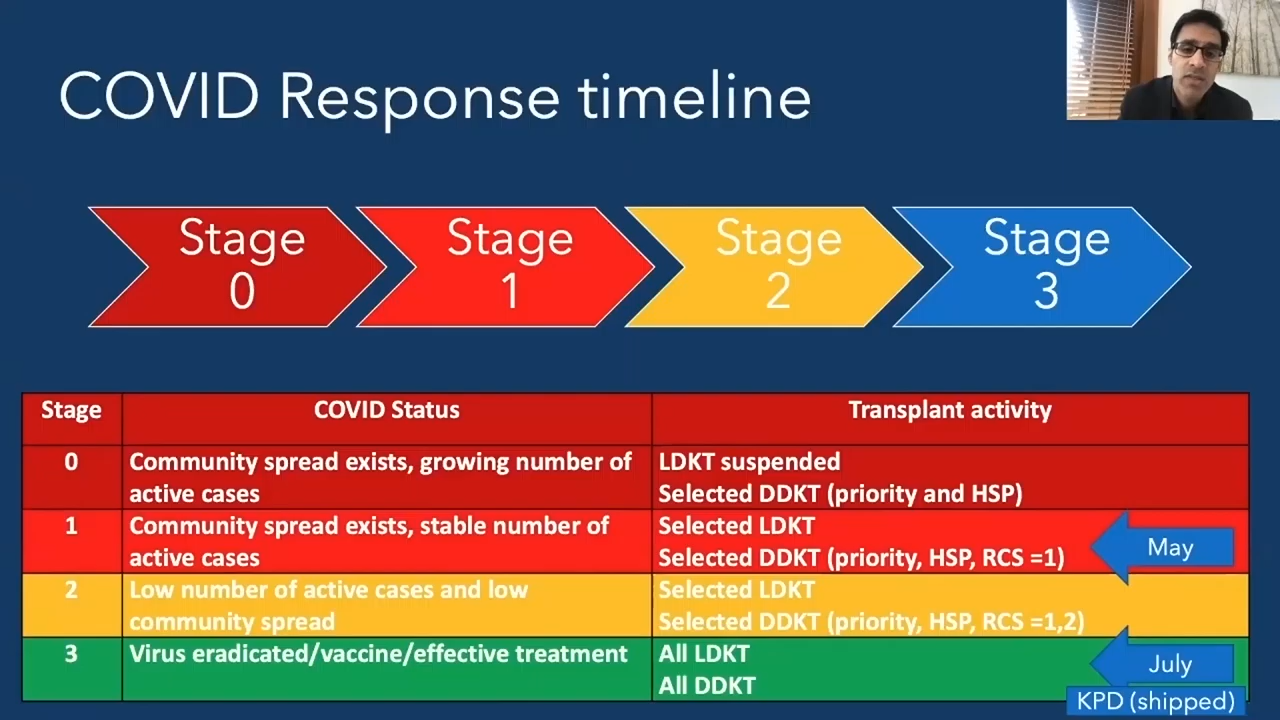 COVID Response timeline
Stage
0
Stage
1
Stage
2
Stage
3
Stage COVID Status Transplant activity
0 Community spread exists, growing number of LDKT suspended
active cases Selected DDKT (priority and HSP)
1 Community spread exists, stable number of Selected LDKT
active cases Selected DDKT (priority, HSP, RCS =1)
May
2 Low number of active cases and low Selected LDKT
community spread Selected DDKT (priority, HSP, RCS =1,2)
3 Virus eradicated/vaccine/effective treatment All LDKT
All DDKT
July
KPD (shipped)